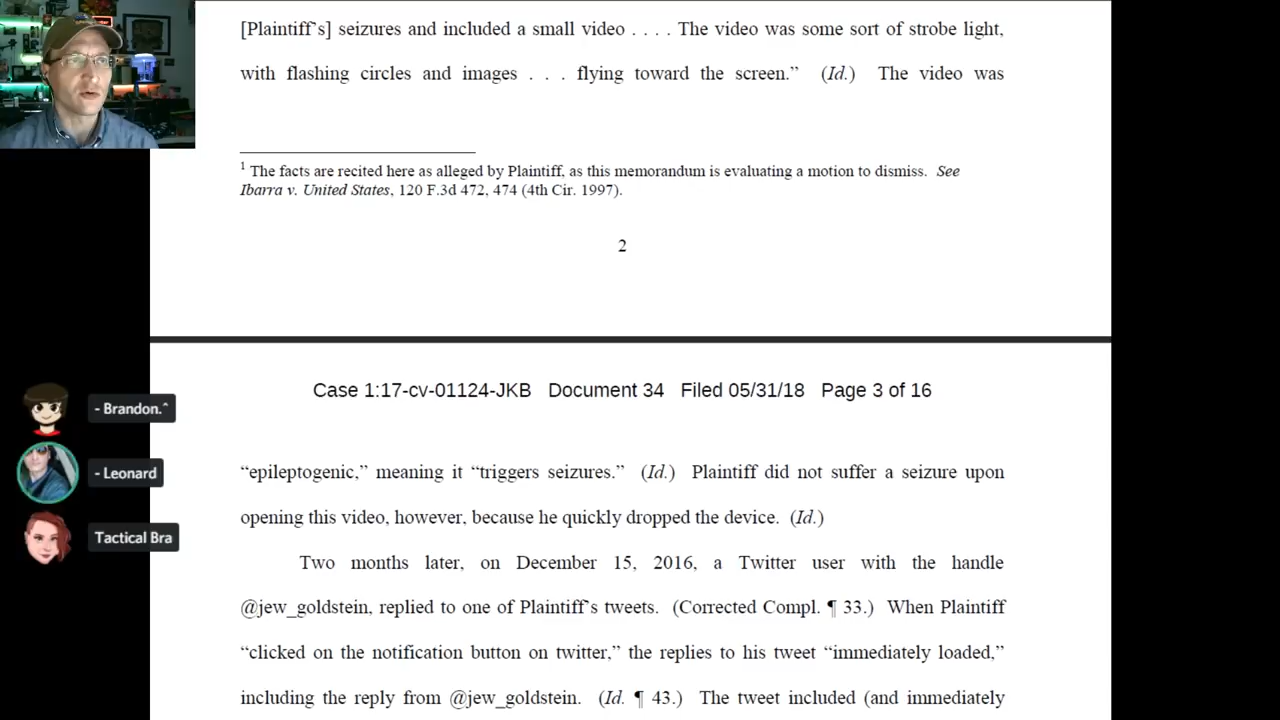 [Plaintiff's] seizures and included a small video . . . . The video was some sort of strobe light,
with flashing circles and images . . . flying toward the screen.” (Id.) The video was
1 The facts are recited here as alleged by Plaintiff, as this memorandum is evaluating a motion to dismiss. See
Ibarra v. United States, 120 F.3d 472, 474 (4th Cir. 1997).
2
Case 1:17-cv-01124-JKB Document 34 Filed 05/31/18 Page 3 of 16
- Brandon.^
- Leonard
Tactical Bra
“epileptogenic,” meaning it “triggers seizures.” (Id.) Plaintiff did not suffer a seizure upon
opening this video, however, because he quickly dropped the device. (Id.)
Two months later, on December 15, 2016, a Twitter user with the handle
@jew_goldstein, replied to one of Plaintiff's tweets. (Corrected Compl. ¶ 33.) When Plaintiff
“clicked on the notification button on twitter,” the replies to his tweet “immediately loaded,”
including the reply from @jew_goldstein. (Id. ¶ 43.) The tweet included (and immediately